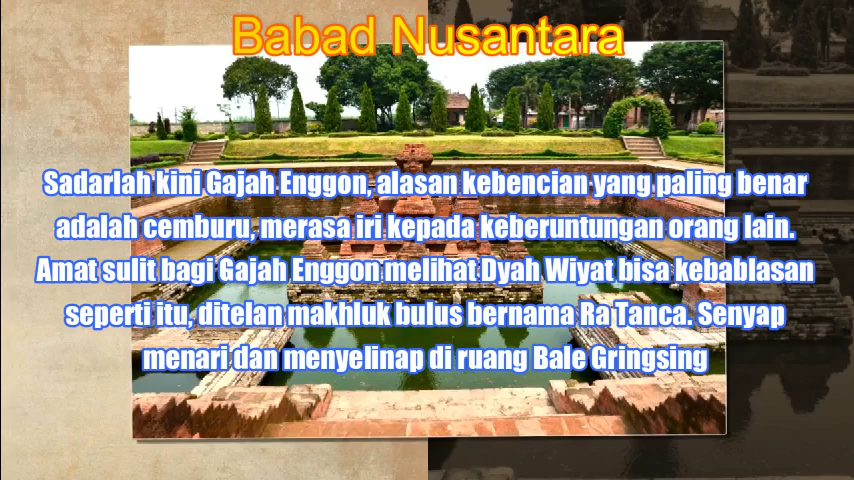 Babad Nusantara
Sadarlah kini Gajah Enggon, alasan kebencian yang paling benar
adalah cemburu, merasa iri kepada keberuntungan orang lain.
Amat sulit bagi Gajah Enggon melihat Dyah Wiyat bisa kebablasan
seperti itu, ditelan makhluk bulus bernama Ra Tanca. Senyap
menari dan menyelinap di ruang Bale Gringsing